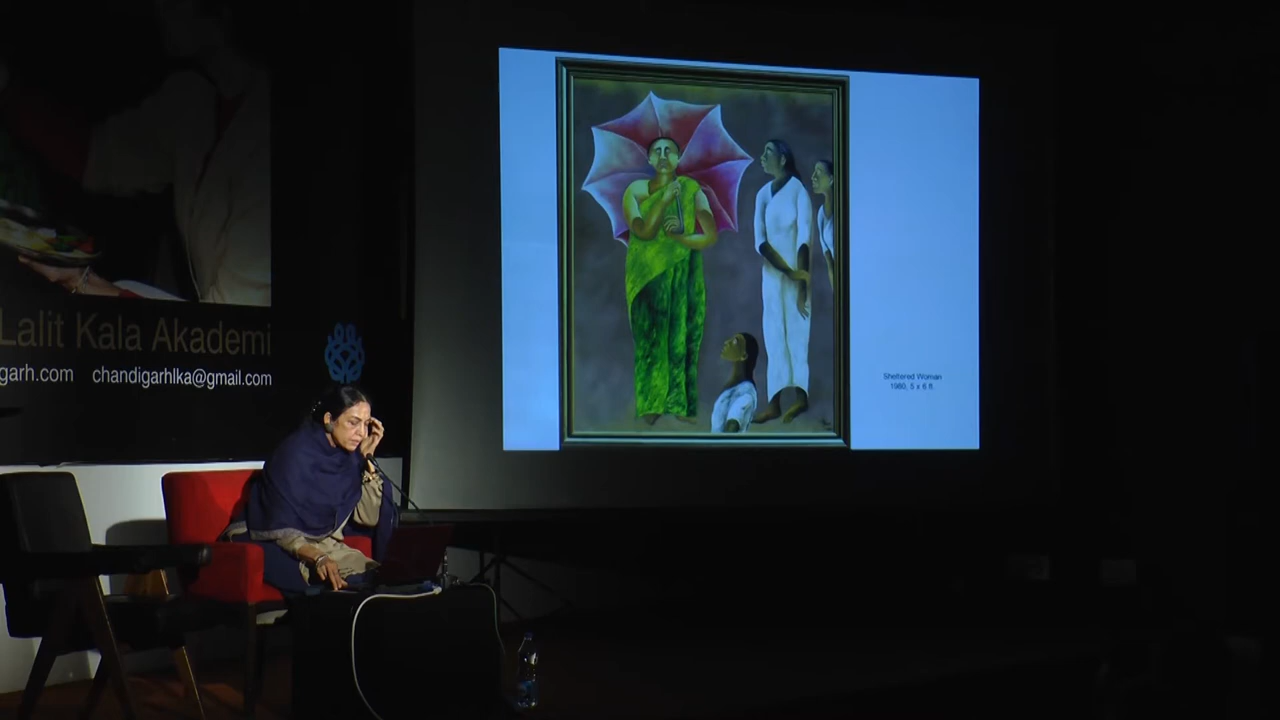 Lalit Kala Akademi
garh.com chandigarhlka@gmail.com
Sheltered Woman
1980, 5 x 6 ft.